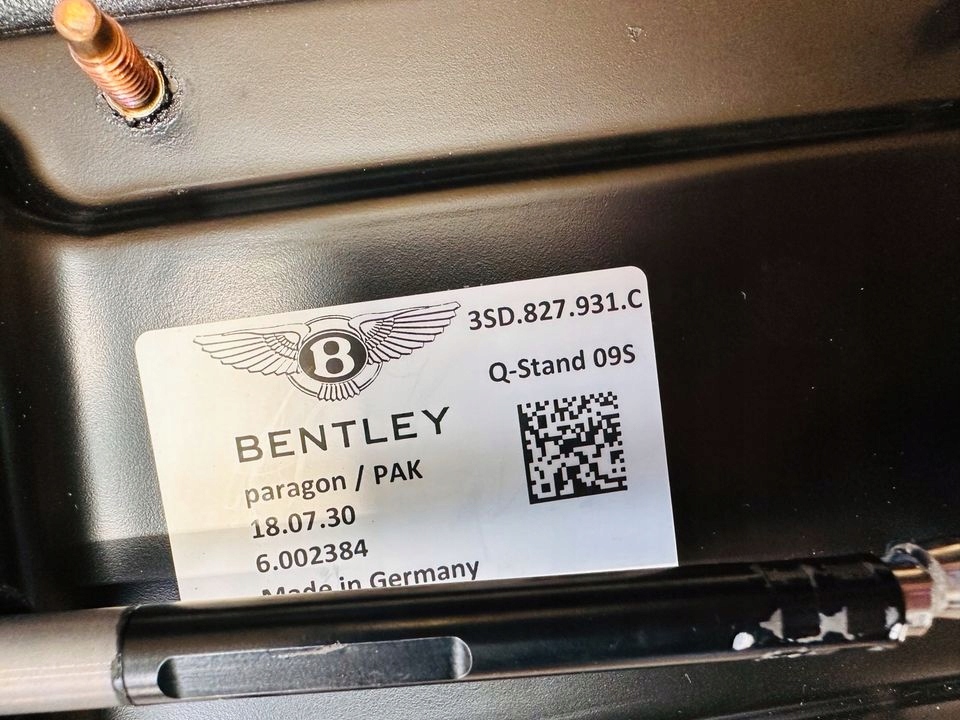 3SD.827.931.C
Q-Stand 09S
B
BENTLEY
paragon / PAK
18.07.30
6.002384
Made in Germany